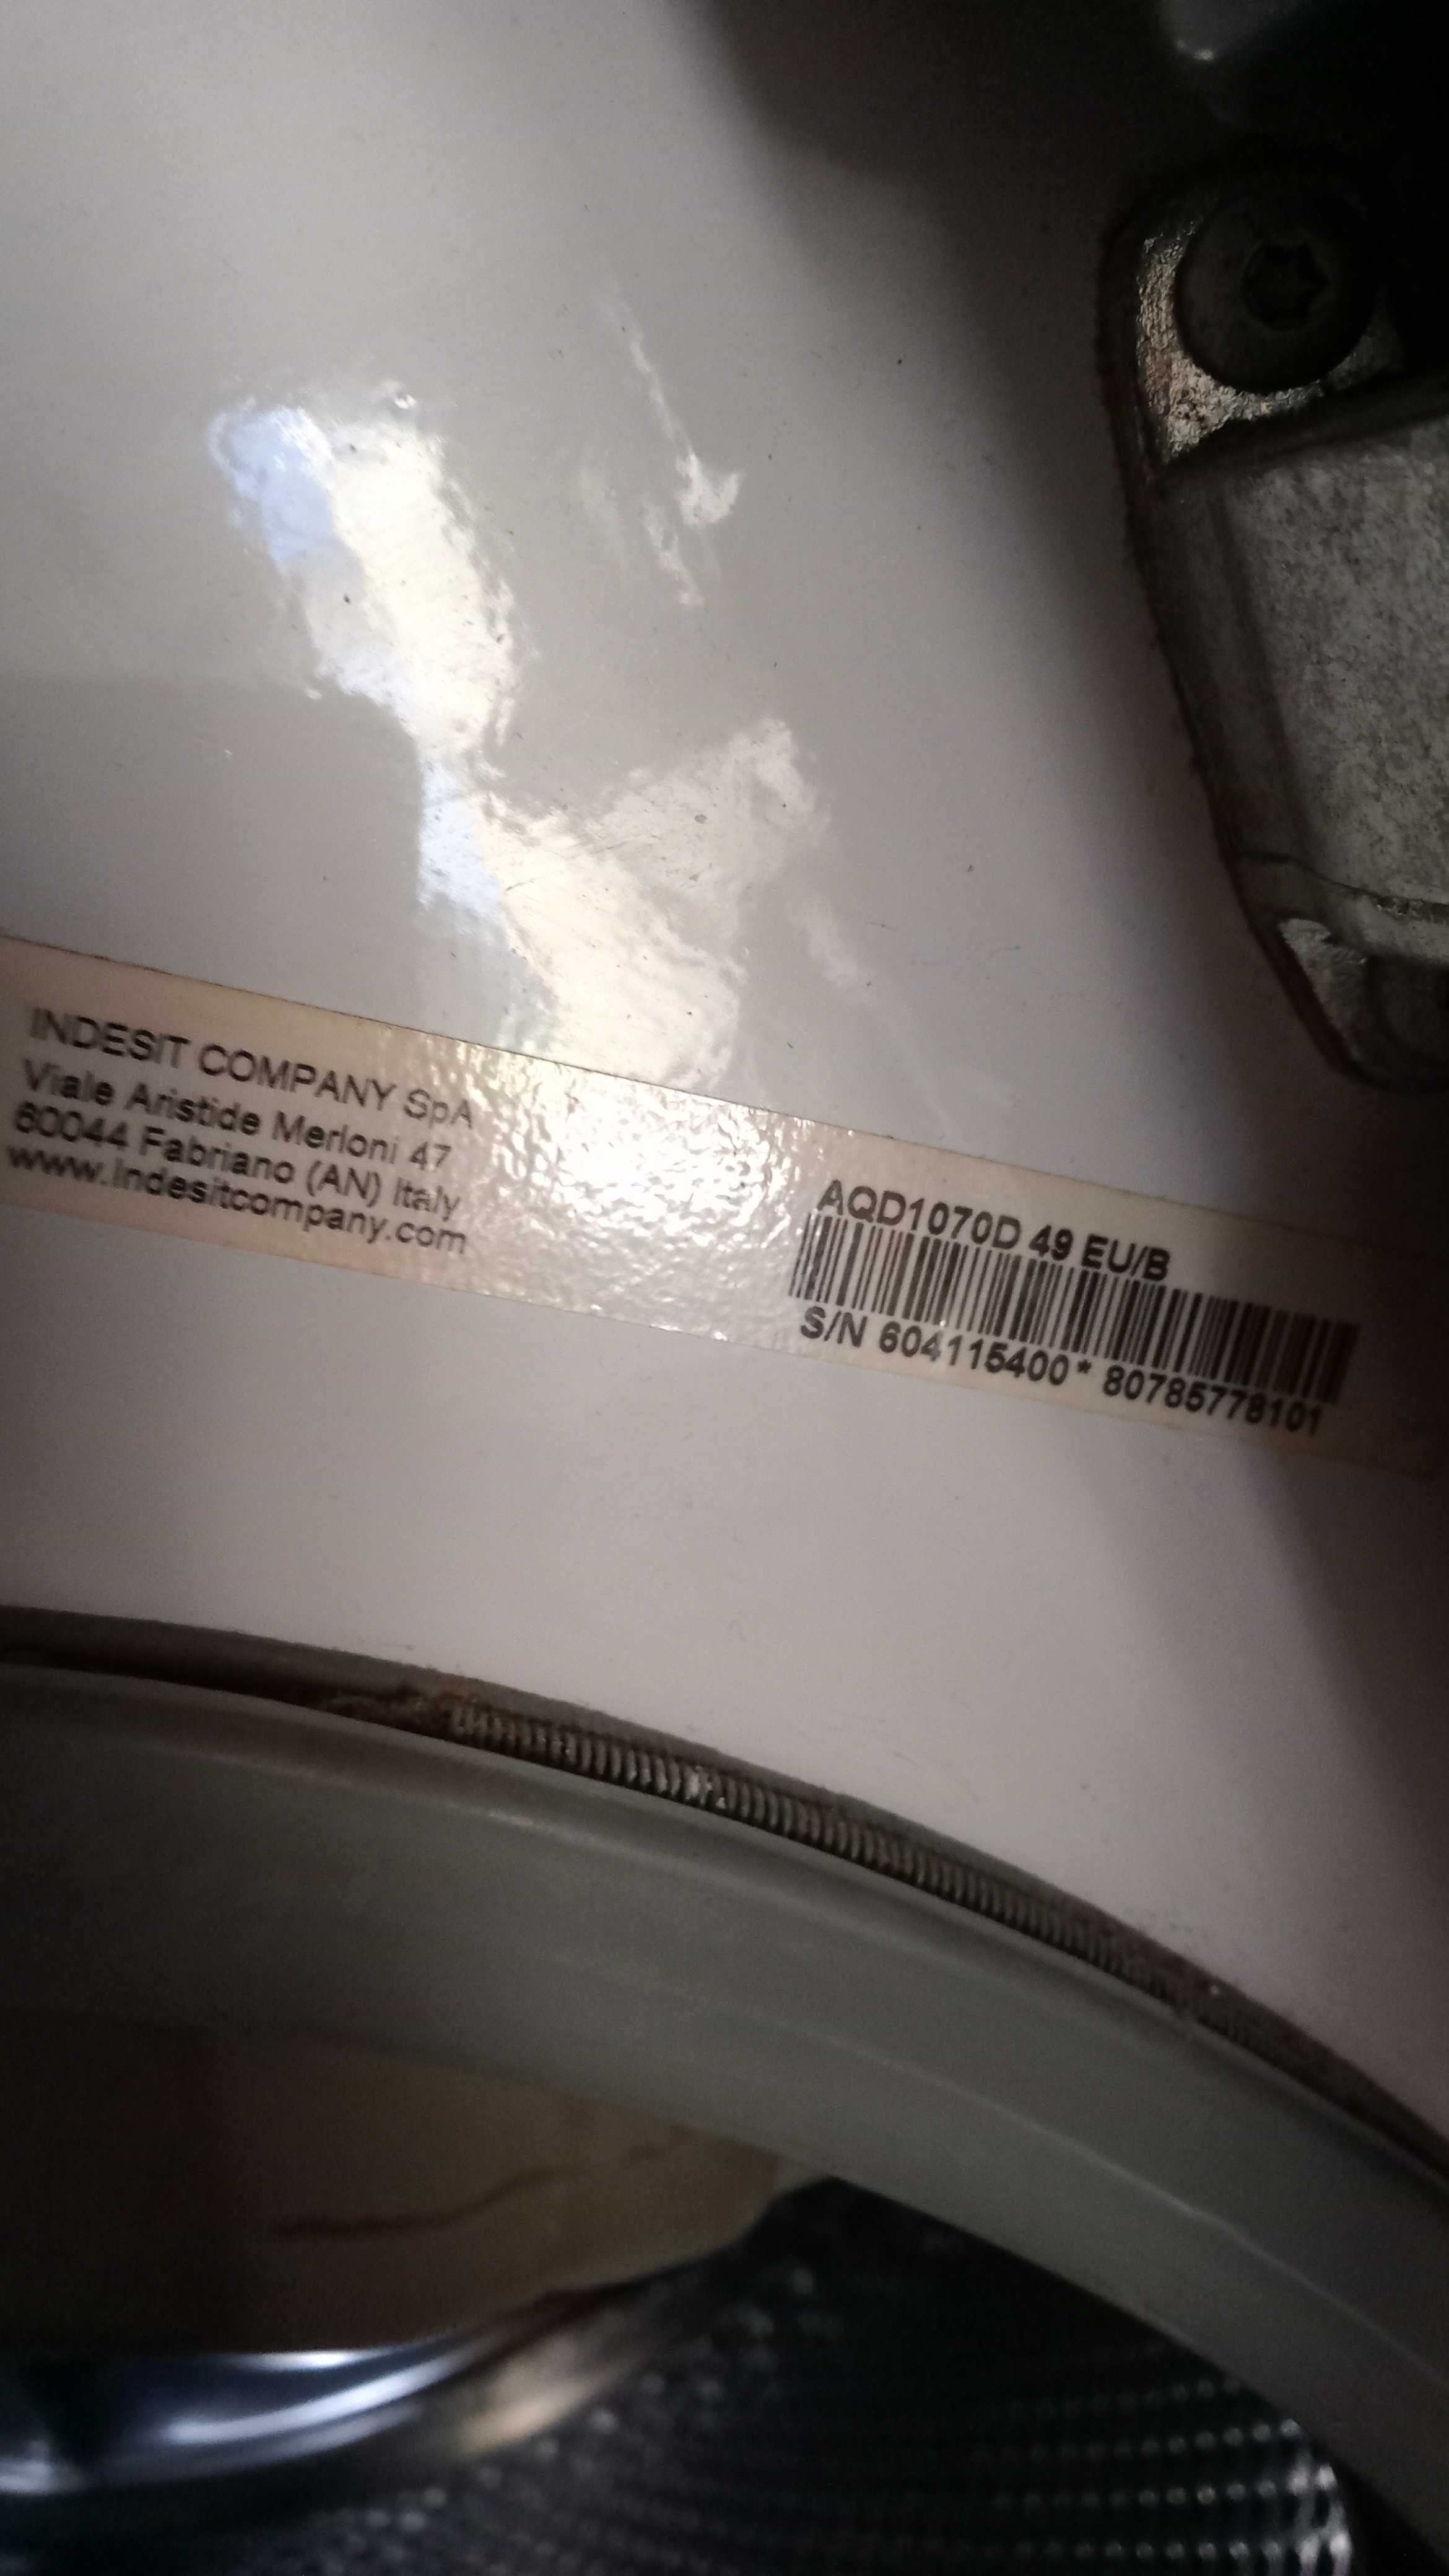 INDESIT COMPANY SpA
Viale Aristide Merloni 47
60044 Fabriano (AN) Italy
www.indesitcompany.com
AQD1070D 49 EU/B
S/N 604115400* 80785778101